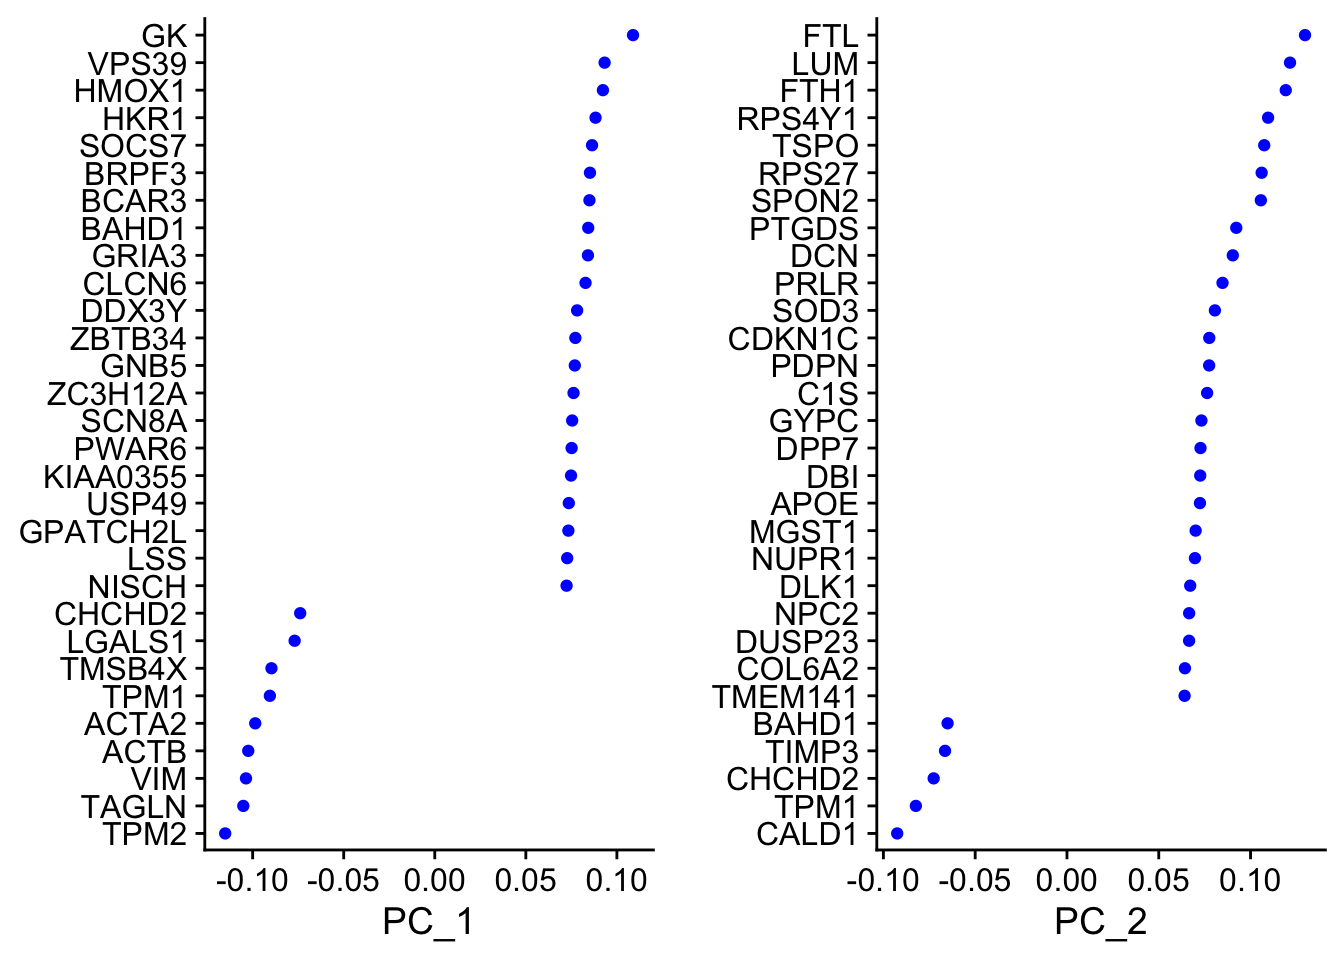 GK
VPS39
HMOX1
HKR1
SOCS7
BRPF3
BCAR3
BAHD1
GRIA3
CLCN6
DDX3Y
ZBTB34
GNB5
ZC3H12A
SCN8A
PWAR6
KIAA0355
USP49
GPATCH2L
LSS
NISCH
CHCHD2
LGALS1
TMSB4X
TPM1
ACTA2
ACTB
VIM
TAGLN
TPM2
-0.10 -0.05 0.00 0.05 0.10
PC_1
FTL
LUM
FTH1
RPS4Y1
TSPO
RPS27
SPON2
PTGDS
DCN
PRLR
SOD3
CDKN1C
PDPN
C1S
GYPC
DPP7
DBI
APOE
MGST1
NUPR1
DLK1
NPC2
DUSP23
COL6A2
TMEM141
BAHD1
TIMP3
CHCHD2
TPM1
CALD1
-0.10 -0.05 0.00 0.05 0.10
PC_2